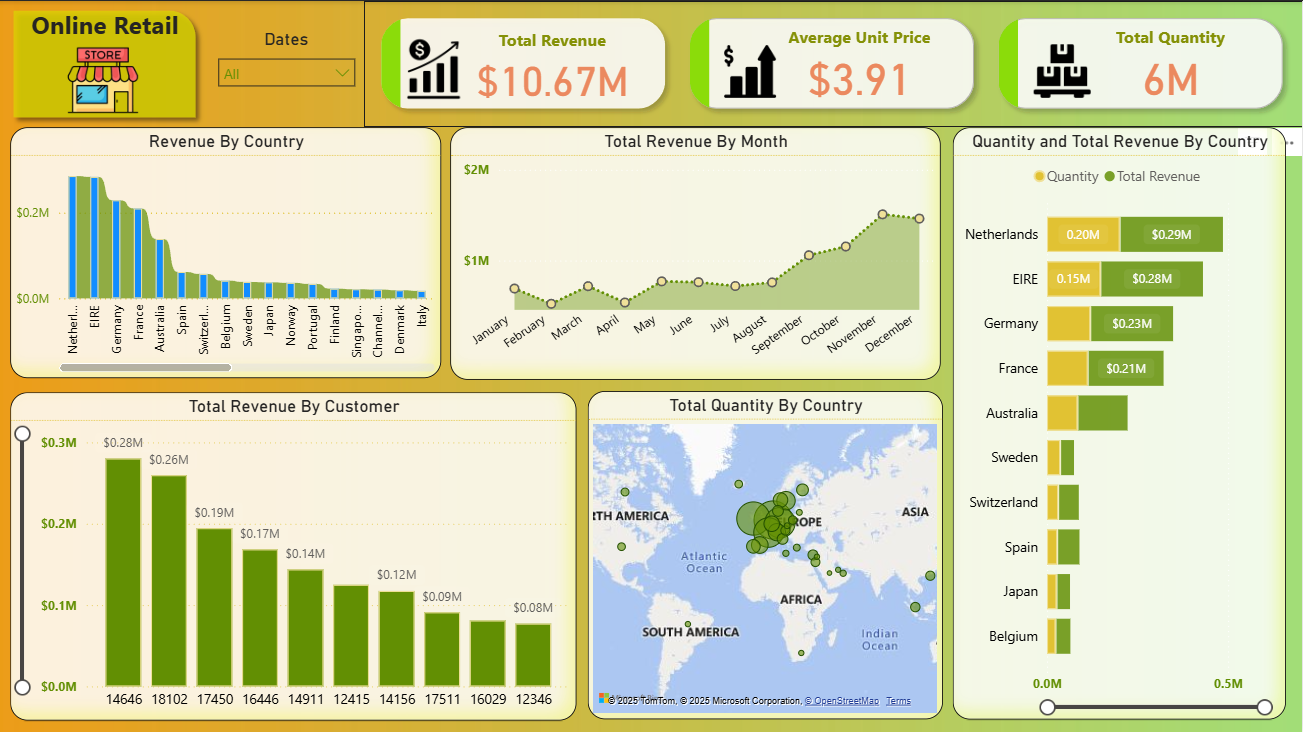 Online Retail
STORE
Dates
All
Total Revenue
$10.67M
Average Unit Price
$3.91
Total Quantity
6M
Revenue By Country
$0.2M
$0.0M
Netherl...
EIRE
Germany
France
Australia
Spain
Switzerl...
Belgium
Sweden
Japan
Norway
Portugal
Finland
Singapo...
Channel...
Denmark
Italy
Total Revenue By Month
$2M
$1M
January
February
March
April
May
June
July
August
September
October
November
December
Quantity and Total Revenue By Country
Quantity Total Revenue
Netherlands 0.20M $0.29M
EIRE 0.15M $0.28M
Germany $0.23M
France $0.21M
Australia
Sweden
Switzerland
Spain
Japan
Belgium
0.0M 0.5M
Total Revenue By Customer
$0.3M
$0.2M
$0.1M
$0.0M
$0.28M
$0.26M
$0.19M
$0.17M
$0.14M
$0.12M
$0.09M
$0.08M
14646 18102 17450 16446 14911 12415 14156 17511 16029 12346
Total Quantity By Country
RTH AMERICA
ROPE
ASIA
Atlantic
Ocean
AFRICA
SOUTH AMERICA
Indian
Ocean
© 2025 TomTom, © 2025 Microsoft Corporation, © OpenStreetMap Terms